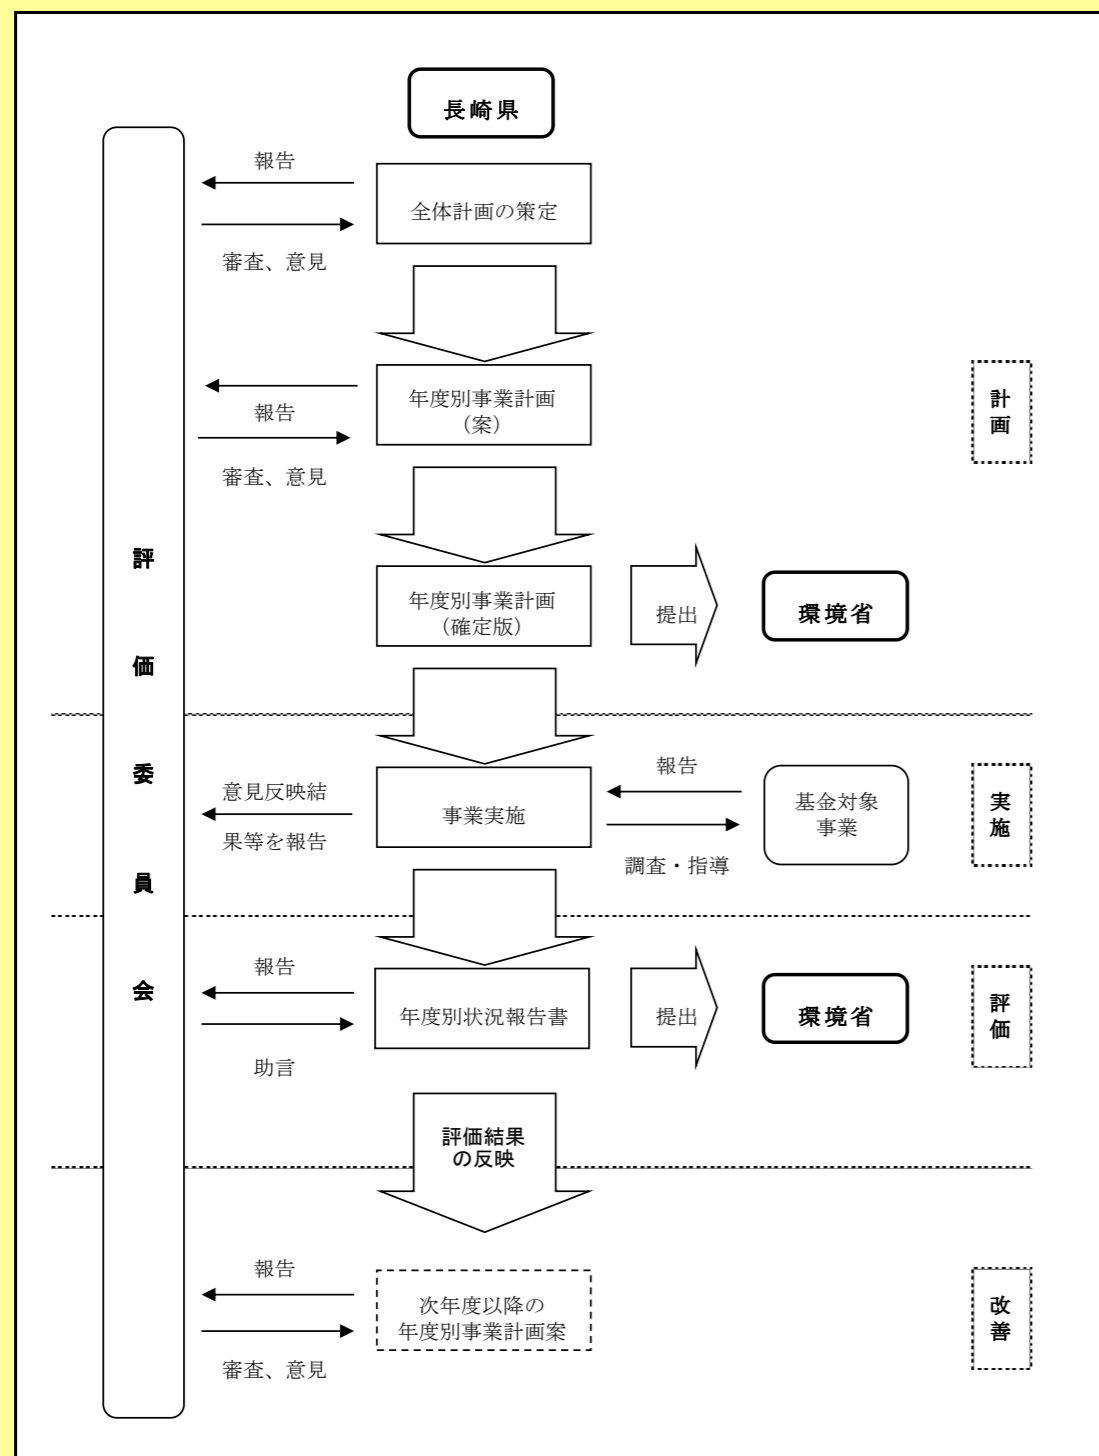 長崎県
報告
全体計画の策定
審査、意見
年度別事業計画
（案）
報告
審査、意見
計
画
年度別事業計画
（確定版）
提出
環境省
評
価
委
員
会
意見反映結
果等を報告
事業実施
報告
調査・指導
基金対象
事業
実
施
報告
年度別状況報告書
助言
提出
環境省
評
価
評価結果
の反映
報告
次年度以降の
年度別事業計画案
審査、意見
改
善